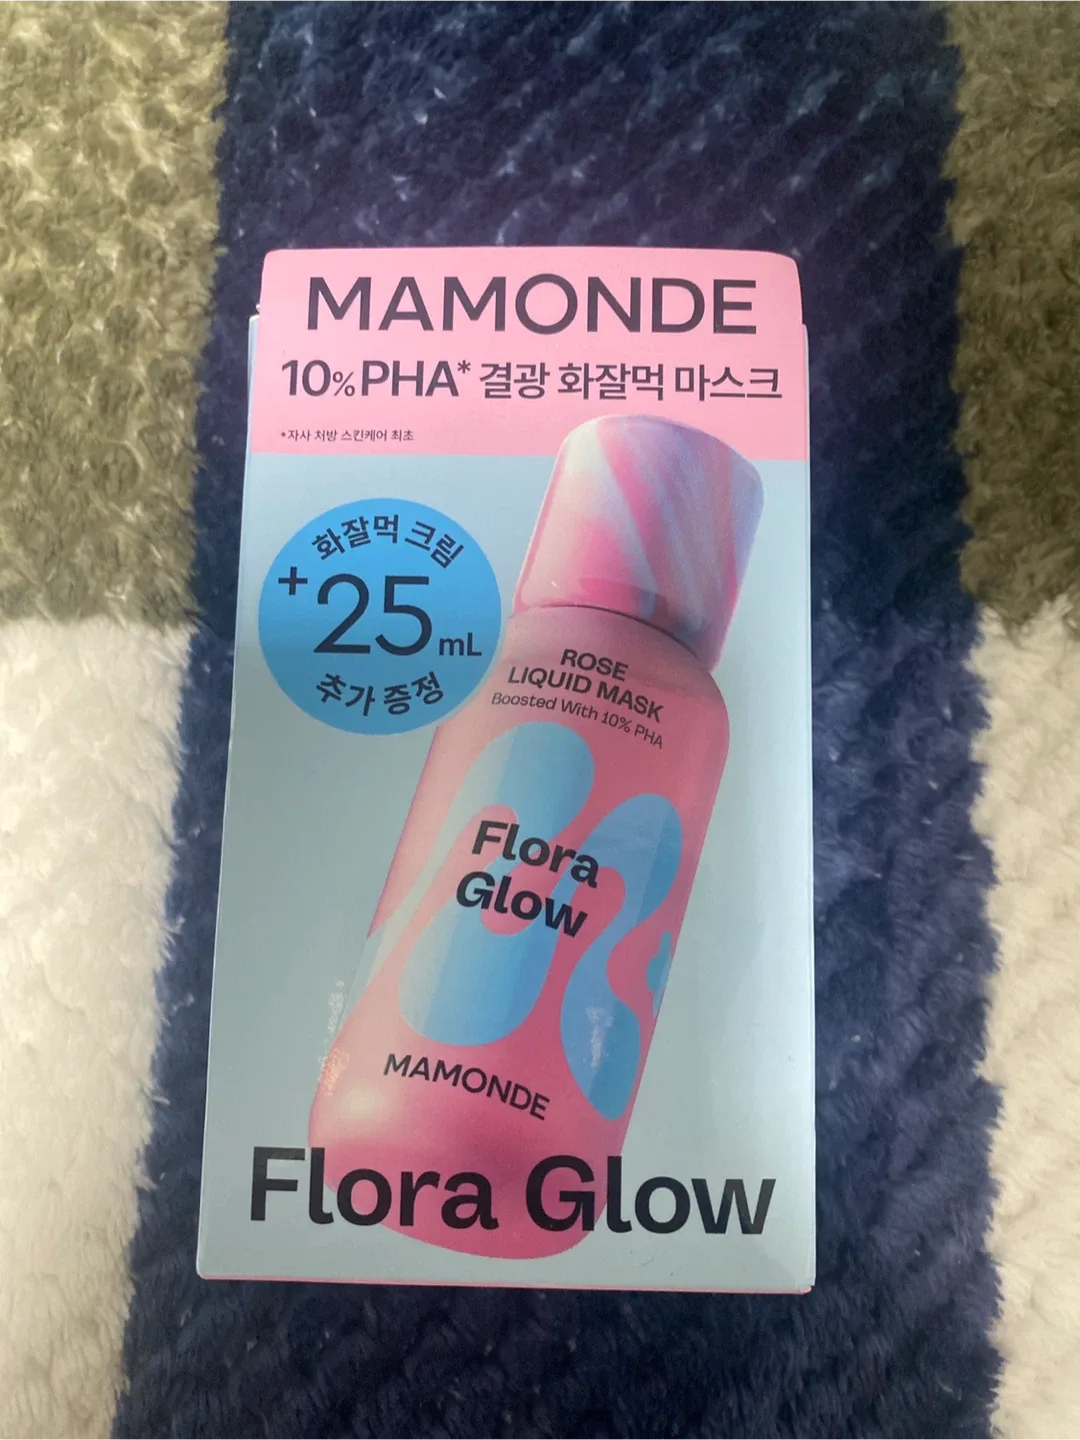 MAMONDE
10% PHA* 결광 화잘먹 마스크
*자사 처방 스킨케어 최초
화잘먹 크림
+25mL
추가 증정
ROSE
LIQUID MASK
Boosted With 10% PHA
Flora
Glow
MAMONDE
Flora Glow